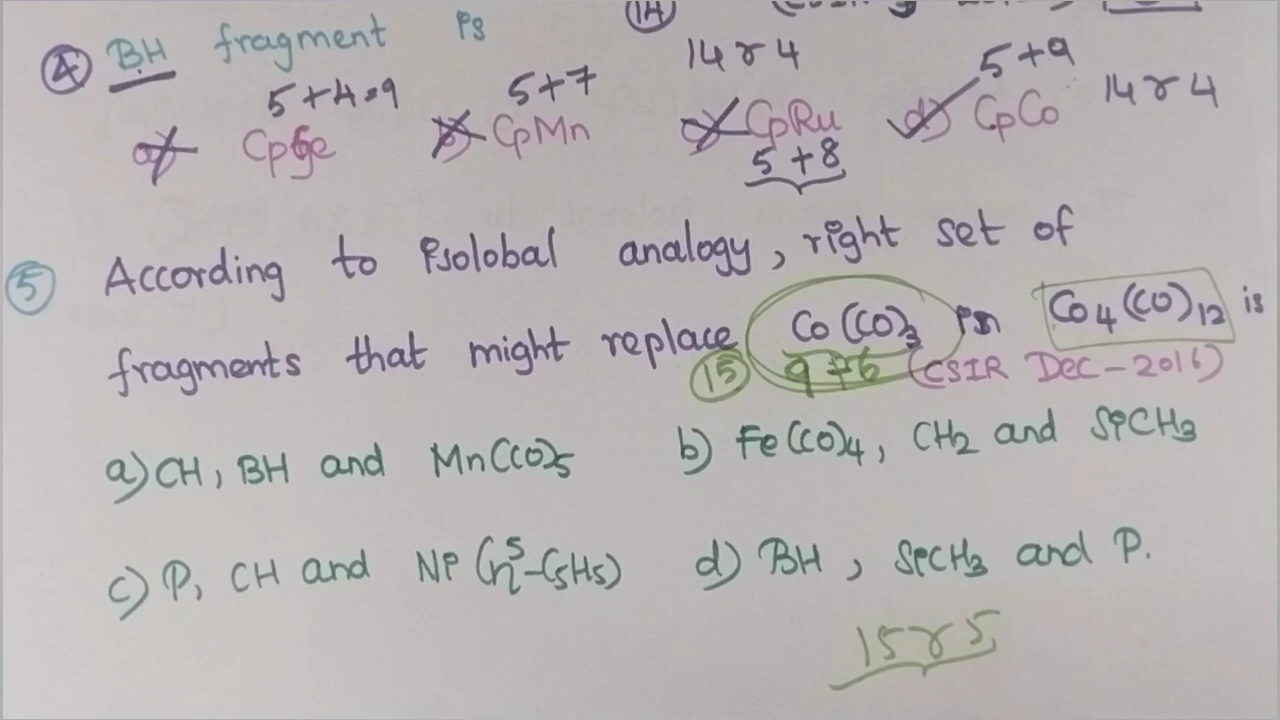 ④ BH fragment is
14
5+4=9 5+7 14 or 4 5+9 14 or 4
a) CpFe b) CpMn c) CpRu d) CpCo
5+8
⑤ According to isolobal analogy, right set of
fragments that might replace Co(CO)3 in Co4(CO)12 is
15 9+6 (CSIR Dec-2016)
a) CH, BH and Mn(CO)5 b) Fe(CO)4, CH2 and SiCH3
c) P, CH and Ni(η5-C5H5) d) BH, SiCH3 and P.
15 or 5